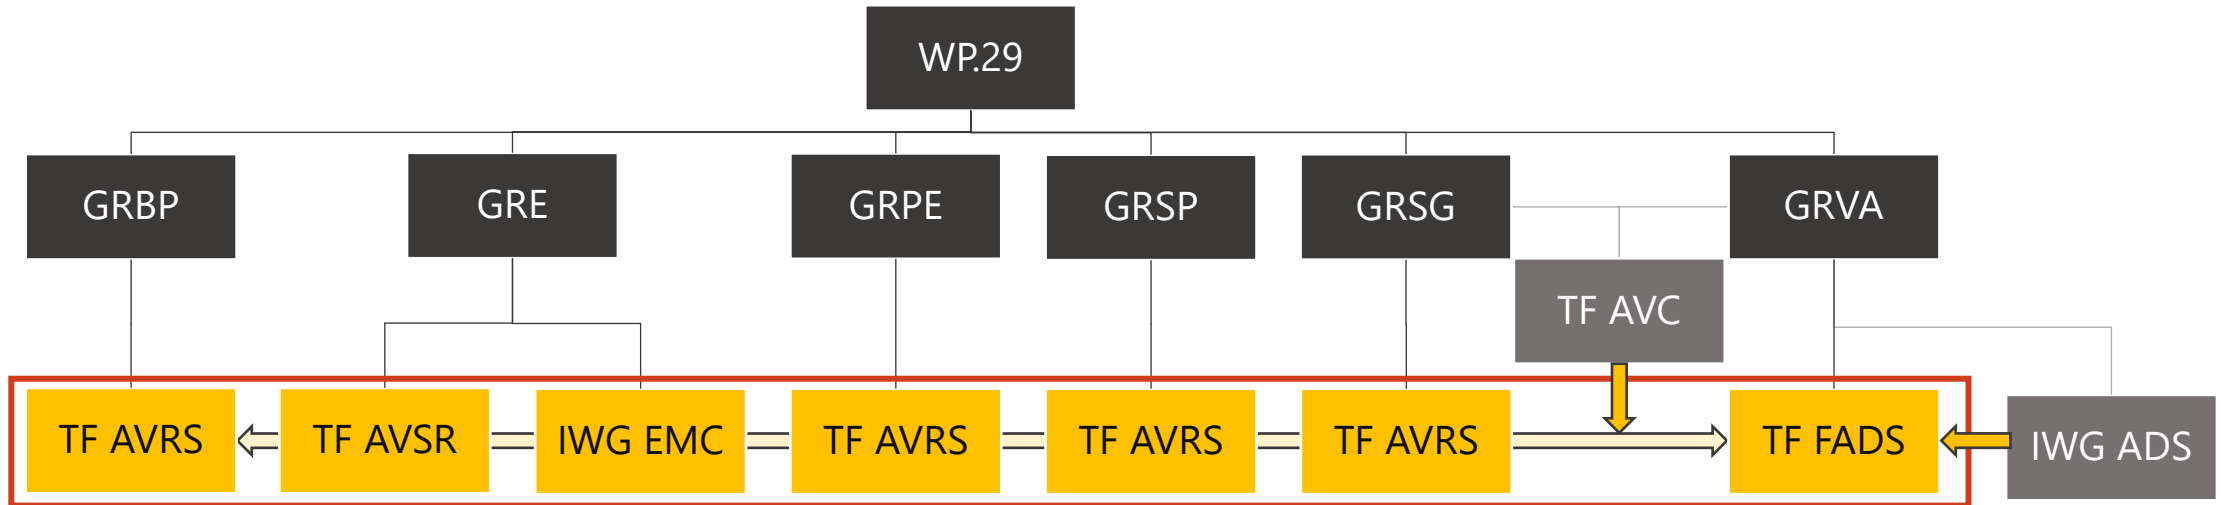 WP.29
GRBP
GRE
GRPE
GRSP
GRSG
GRVA
TF AVC
TF AVRS
TF AVSR
IWG EMC
TF AVRS
TF AVRS
TF AVRS
TF FADS
IWG ADS